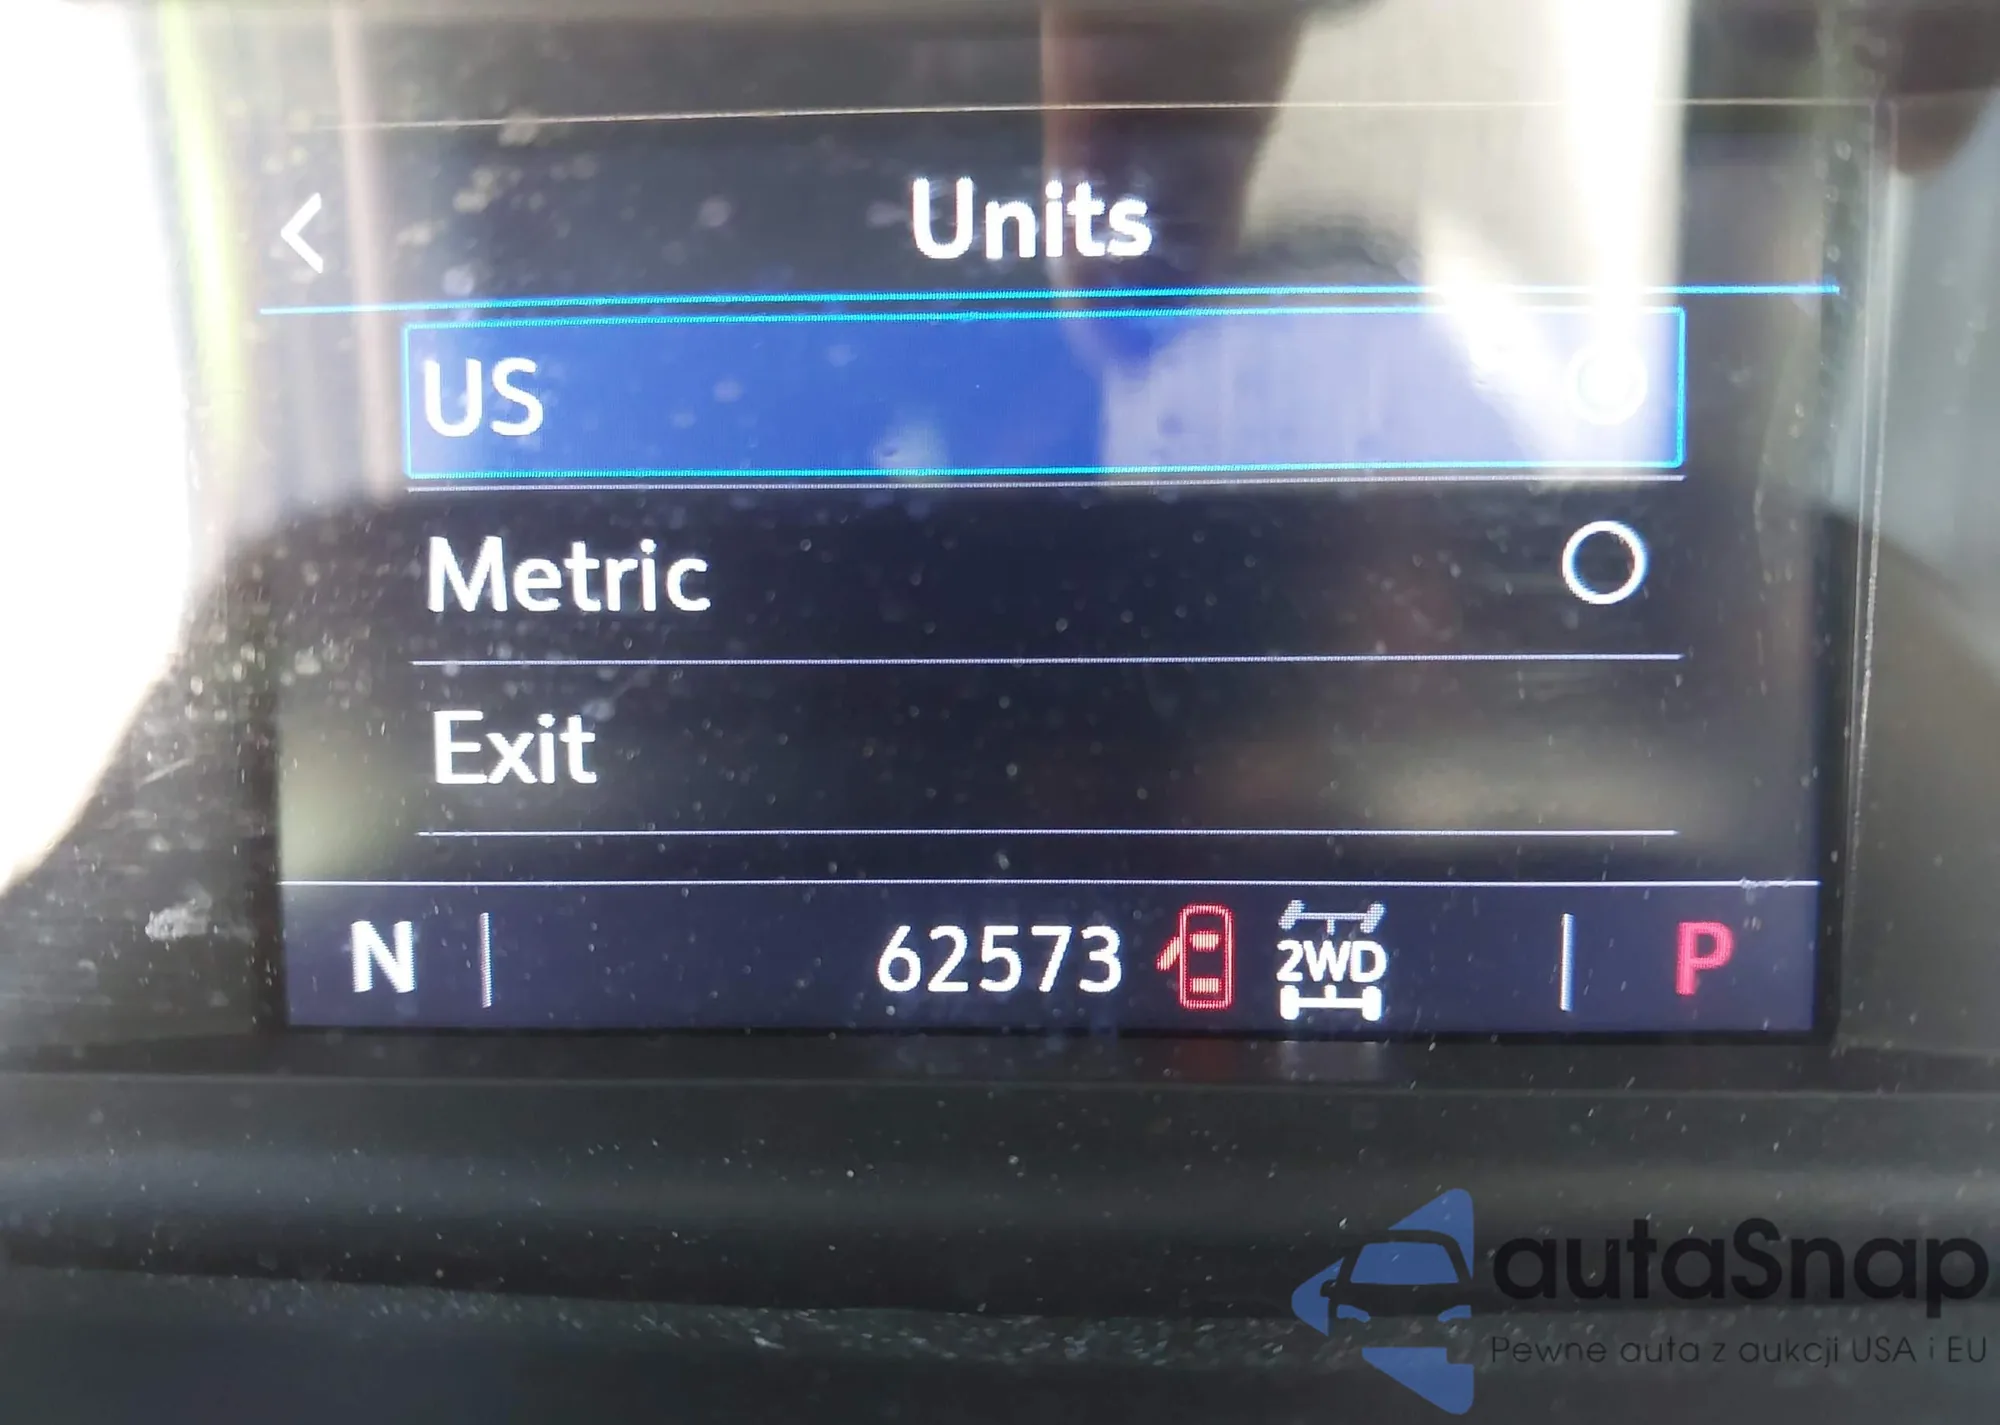 Units
US
Metric
Exit
N 62573 2WD P
autaSnap
Pewne auta z aukcji USA i EU